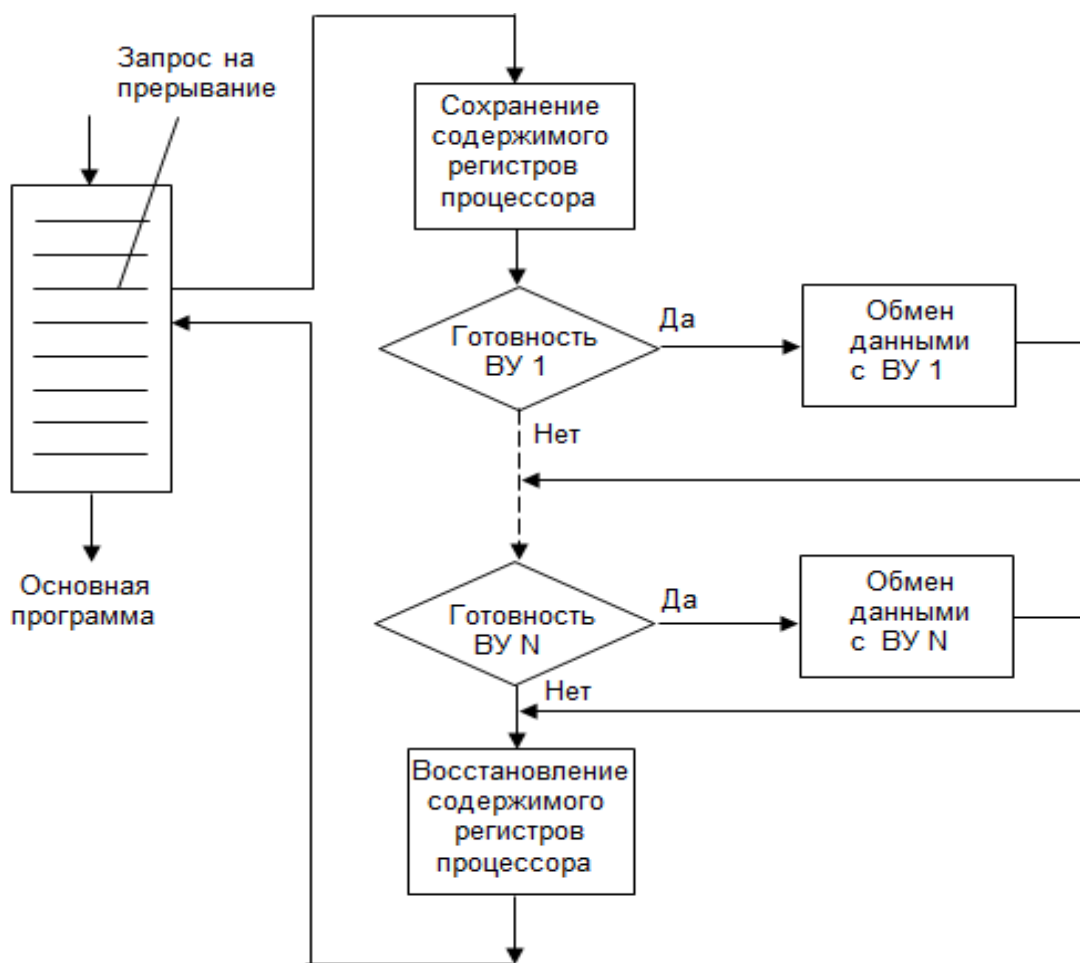 Запрос на
прерывание
Сохранение
содержимого
регистров
процессора
Готовность
ВУ 1
Да
Обмен
данными
с ВУ 1
Нет
Основная
программа
Готовность
ВУ N
Да
Обмен
данными
с ВУ N
Нет
Восстановление
содержимого
регистров
процессора